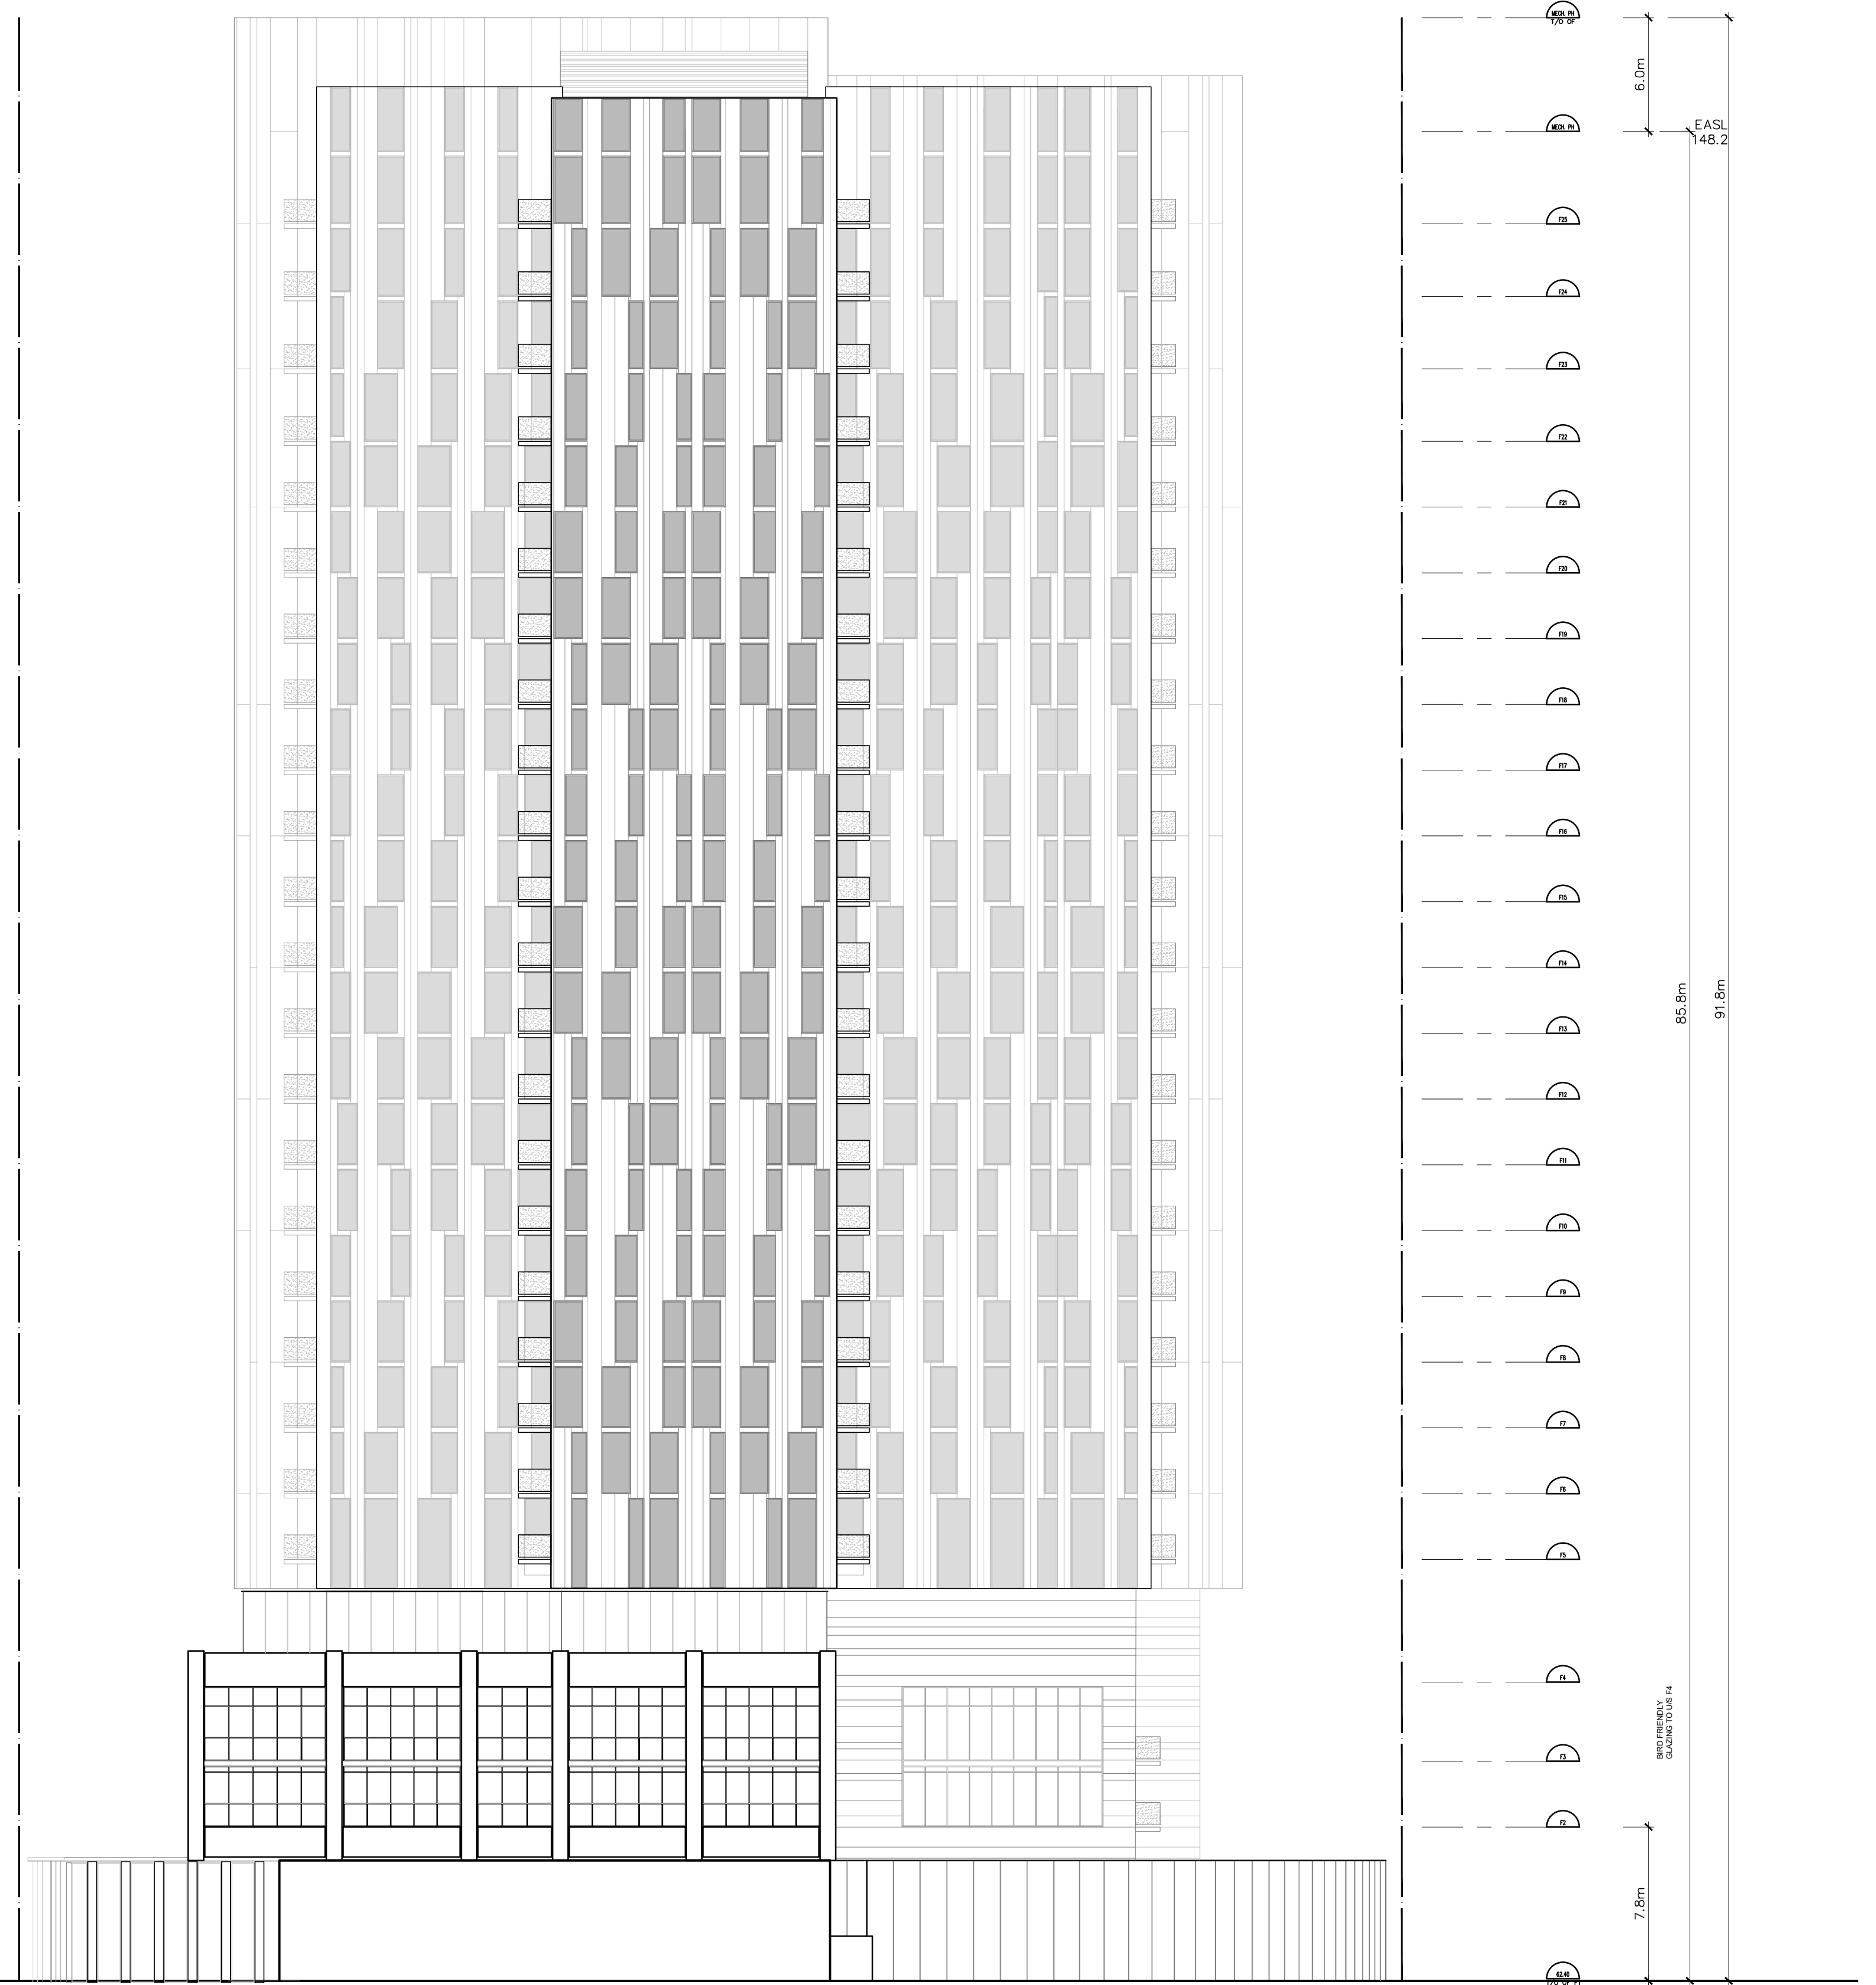 MECH. PH
T/O OF
6.0m
MECH. PH
EASL
148.2
F25
F24
F23
F22
F21
F20
F19
F18
F17
F16
F15
F14
85.8m
91.8m
F13
F12
F11
F10
F9
F8
F7
F6
F5
F4
BIRD FRIENDLY
GLAZING TO U/S F4
F3
F2
7.8m
62.40
T/O OF F1